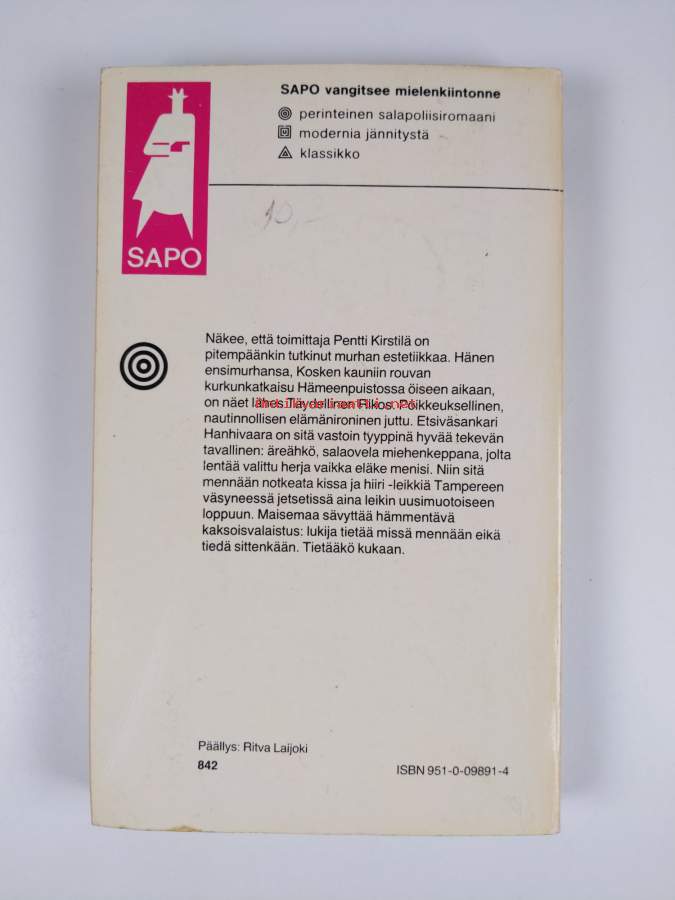 SAPO vangitsee mielenkiintonne
perinteinen salapoliisiromaani
modernia jännitystä
klassikko
10,-
SAPO
Näkee, että toimittaja Pentti Kirstilä on
pitempäänkin tutkinut murhan estetiikkaa. Hänen
ensimurhansa, Kosken kauniin rouvan
kurkunkatkaisu Hämeenpuistossa öiseen aikaan,
on näet lähes Täydellinen Rikos. Poikkeuksellinen,
nautinnollisen elämänironinen juttu. Etsiväsankari
Hanhivaara on sitä vastoin tyyppinä hyvää tekevän
tavallinen: äreähkö, salaovela miehenkeppana, jolta
lentää valittu herja vaikka eläke menisi. Niin sitä
mennään notkeata kissa ja hiiri -leikkiä Tampereen
väsyneessä jetsetissä aina leikin uusimuotoiseen
loppuun. Maisemaa sävyttää hämmentävä
kaksoisvalaistus: lukija tietää missä mennään eikä
tiedä sittenkään. Tietääkö kukaan.
Päällys: Ritva Laijoki
842
ISBN 951-0-09891-4